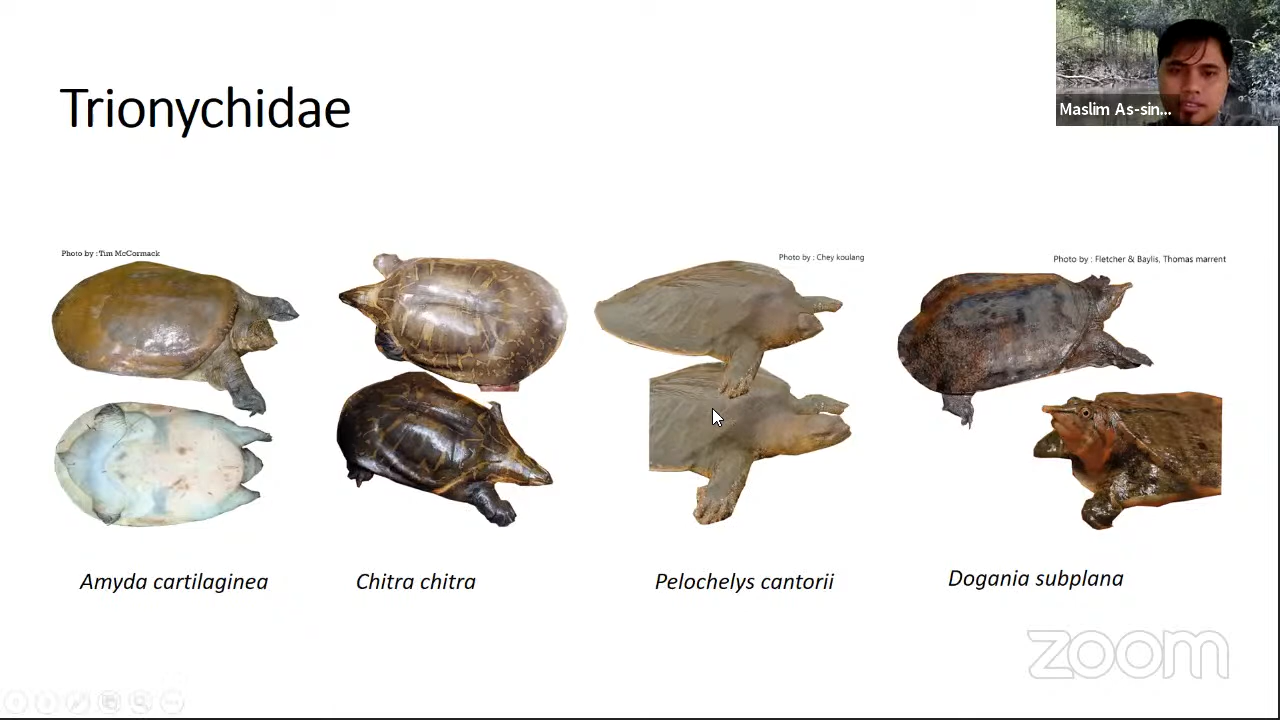 Trionychidae
Maslim As-sin...
Photo by : Tim McCormack
Photo by : Chey koulang
Photo by : Fletcher & Baylis, Thomas marrent
Amyda cartilaginea
Chitra chitra
Pelochelys cantorii
Dogania subplana
zoom